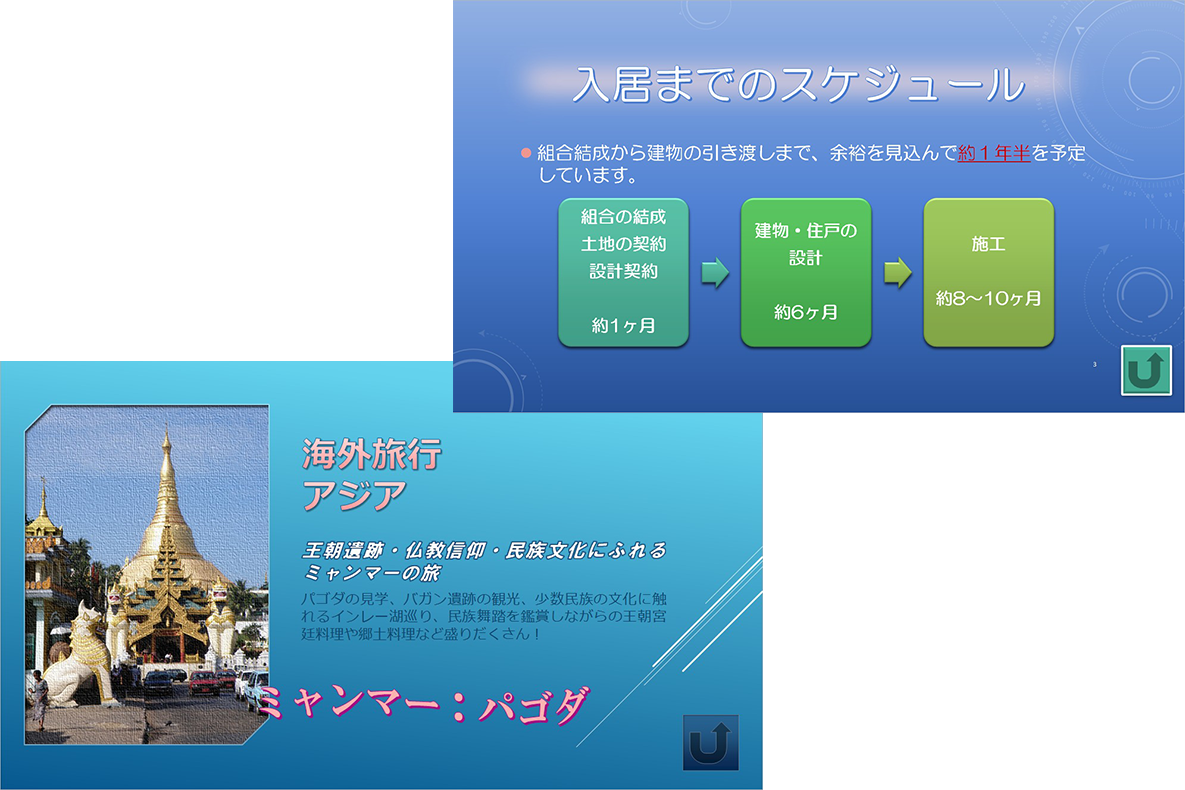 入居までのスケジュール
組合結成から建物の引き渡しまで、余裕を見込んで約１年半を予定
しています。
組合の結成
土地の契約
設計契約
約1ヶ月
建物・住戸の
設計
約6ヶ月
施工
約8～10ヶ月
3
海外旅行
アジア
王朝遺跡・仏教信仰・民族文化にふれる
ミャンマーの旅
パゴダの見学、バガン遺跡の観光、少数民族の文化に触
れるインレー湖巡り、民族舞踏を鑑賞しながらの王朝宮
廷料理や郷土料理など盛りだくさん！
ミャンマー：パゴダ